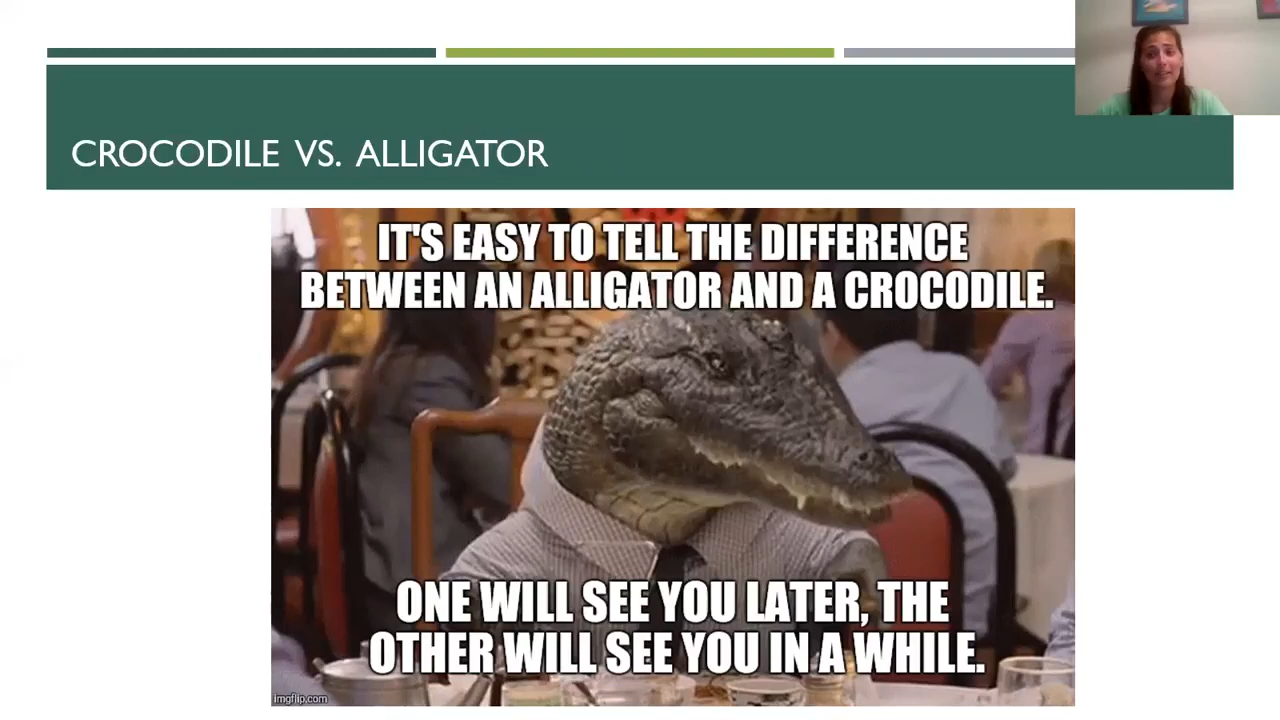 CROCODILE VS. ALLIGATOR
IT'S EASY TO TELL THE DIFFERENCE
BETWEEN AN ALLIGATOR AND A CROCODILE.
ONE WILL SEE YOU LATER, THE
OTHER WILL SEE YOU IN A WHILE.
imgflip.com